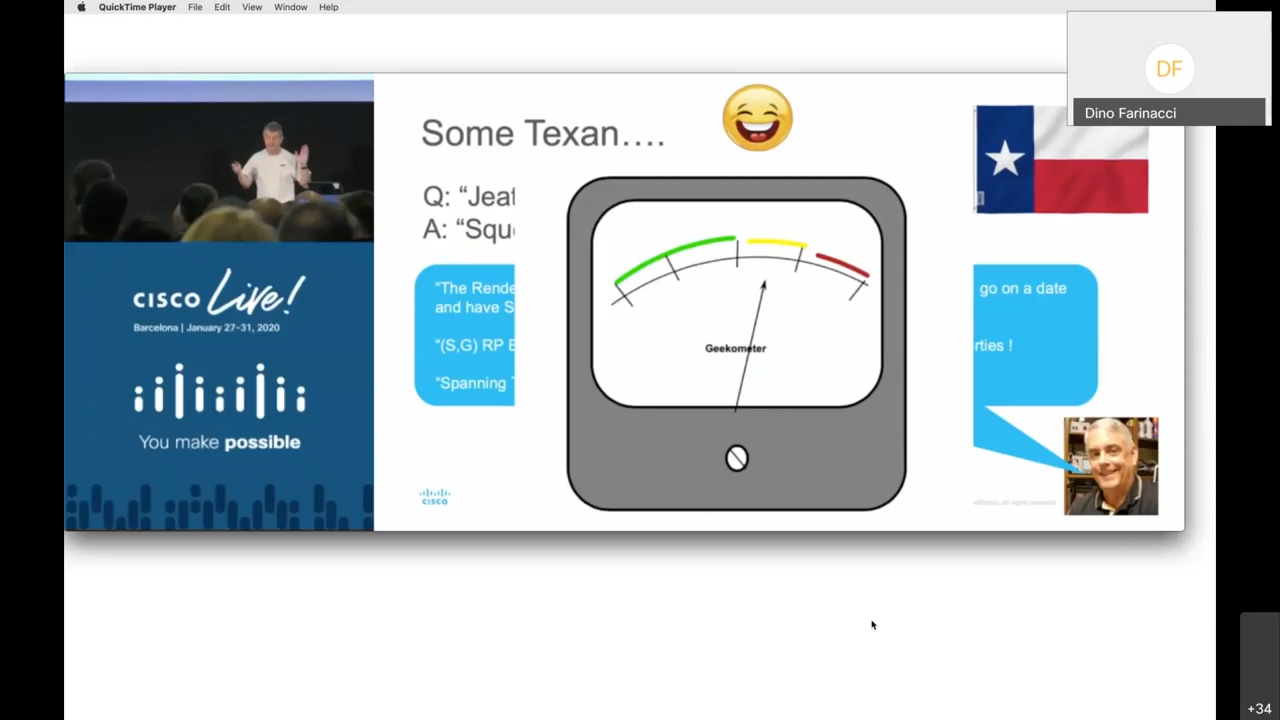 QuickTime Player File Edit View Window Help
DF
Dino Farinacci
Some Texan….
Q: “Jeat
A: “Squ
"The Rende
and have S
"(S,G) RP
"Spanning
go on a date
rties !
Geekometer
CISCO Live!
Barcelona | January 27-31, 2020
You make possible
CISCO
+34